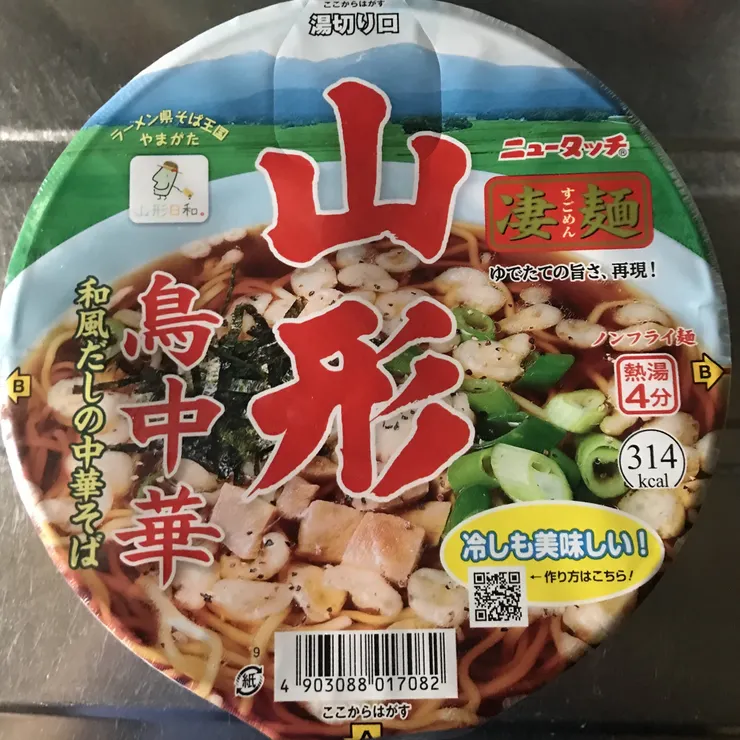 ここからはがす
湯切り口
ラーメン県そば王国
やまがた
山形日和。
山形
鳥中華
和風だしの中華そば
ニュータッチ®
凄麺
すごめん
ゆでたての旨さ、再現!
ノンフライ麺
熱湯
4分
B
B
314
kcal
冷しも美味しい!
←作り方はこちら!
9
紙
4 903088 017082
ここからはがす
A